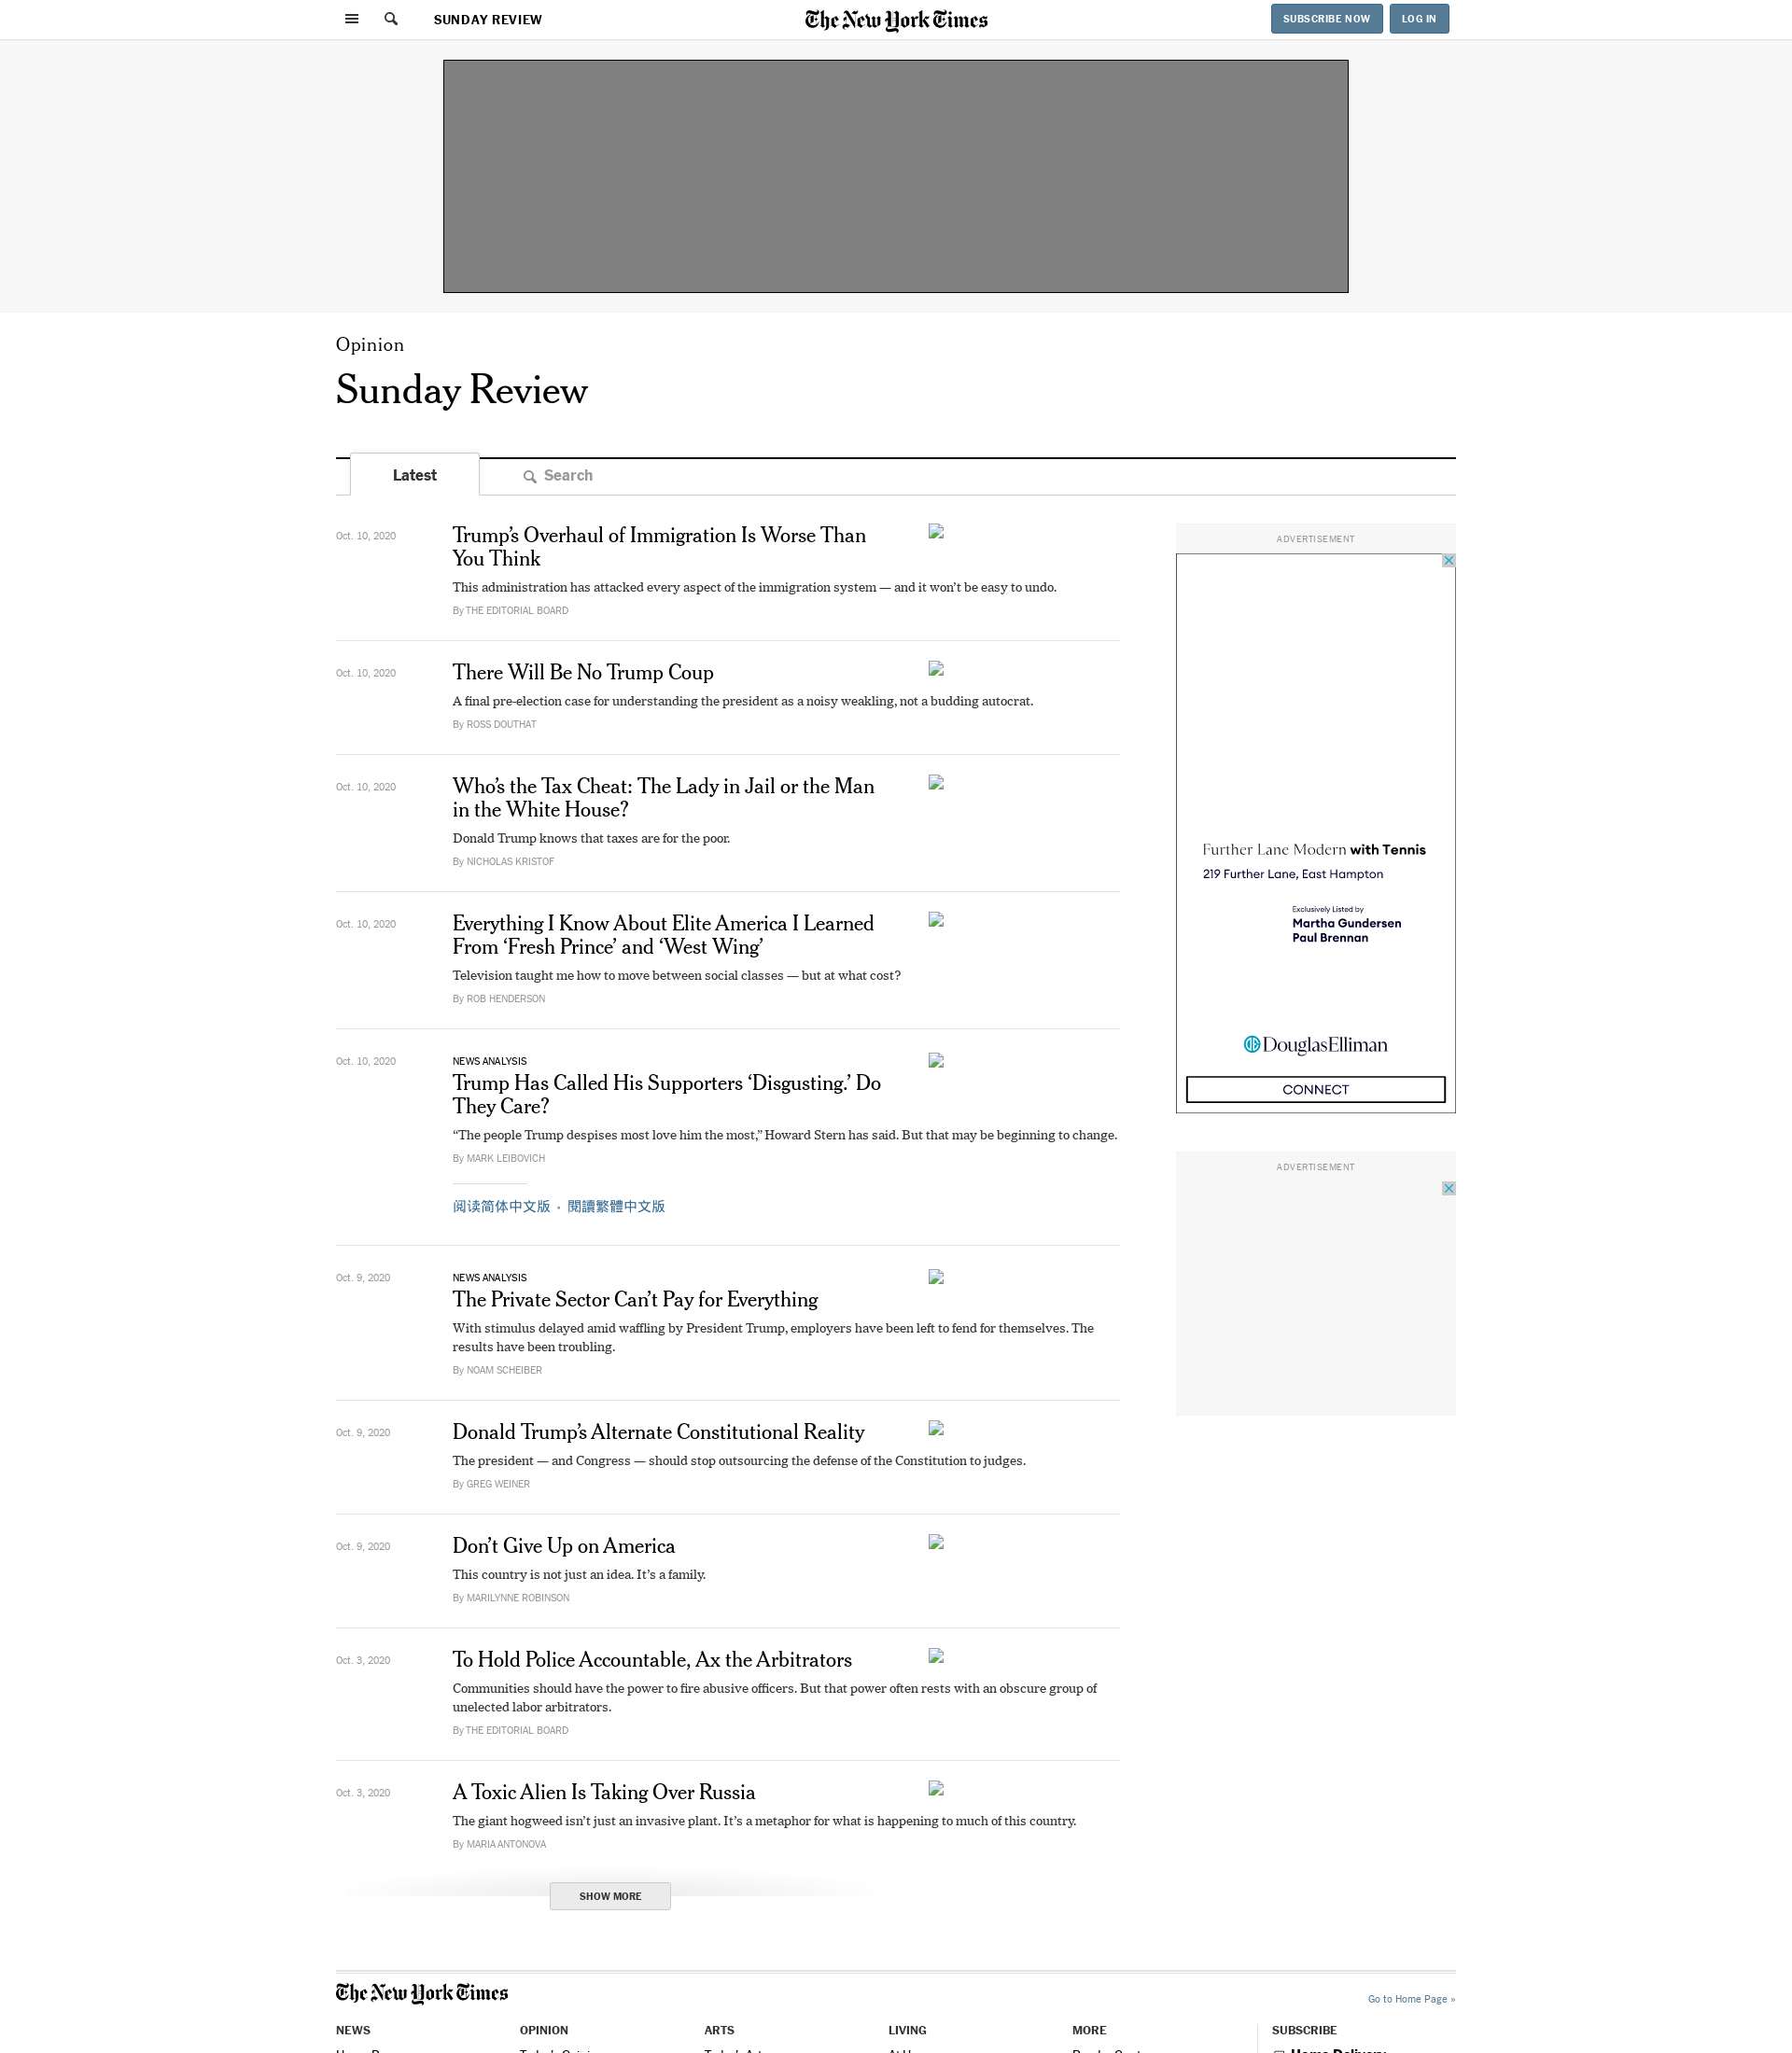 SUNDAY REVIEW
The New York Times
SUBSCRIBE NOW
LOG IN
Opinion
Sunday Review
Latest
Search
Oct. 10, 2020
Trump’s Overhaul of Immigration Is Worse Than
You Think
This administration has attacked every aspect of the immigration system — and it won’t be easy to undo.
By THE EDITORIAL BOARD
Oct. 10, 2020
There Will Be No Trump Coup
A final pre-election case for understanding the president as a noisy weakling, not a budding autocrat.
By ROSS DOUTHAT
Oct. 10, 2020
Who’s the Tax Cheat: The Lady in Jail or the Man
in the White House?
Donald Trump knows that taxes are for the poor.
By NICHOLAS KRISTOF
Oct. 10, 2020
Everything I Know About Elite America I Learned
From ‘Fresh Prince’ and ‘West Wing’
Television taught me how to move between social classes — but at what cost?
By ROB HENDERSON
Oct. 10, 2020
NEWS ANALYSIS
Trump Has Called His Supporters ‘Disgusting.’ Do
They Care?
“The people Trump despises most love him the most,” Howard Stern has said. But that may be beginning to change.
By MARK LEIBOVICH
阅读简体中文版 • 閱讀繁體中文版
Oct. 9, 2020
NEWS ANALYSIS
The Private Sector Can’t Pay for Everything
With stimulus delayed amid waffling by President Trump, employers have been left to fend for themselves. The
results have been troubling.
By NOAM SCHEIBER
Oct. 9, 2020
Donald Trump’s Alternate Constitutional Reality
The president — and Congress — should stop outsourcing the defense of the Constitution to judges.
By GREG WEINER
Oct. 9, 2020
Don’t Give Up on America
This country is not just an idea. It’s a family.
By MARILYNNE ROBINSON
Oct. 3, 2020
To Hold Police Accountable, Ax the Arbitrators
Communities should have the power to fire abusive officers. But that power often rests with an obscure group of
unelected labor arbitrators.
By THE EDITORIAL BOARD
Oct. 3, 2020
A Toxic Alien Is Taking Over Russia
The giant hogweed isn’t just an invasive plant. It’s a metaphor for what is happening to much of this country.
By MARIA ANTONOVA
SHOW MORE
ADVERTISEMENT
Further Lane Modern with Tennis
219 Further Lane, East Hampton
Exclusively Listed by
Martha Gundersen
Paul Brennan
DouglasElliman
CONNECT
ADVERTISEMENT
The New York Times
Go to Home Page »
NEWS
OPINION
ARTS
LIVING
MORE
SUBSCRIBE
Home Delivery